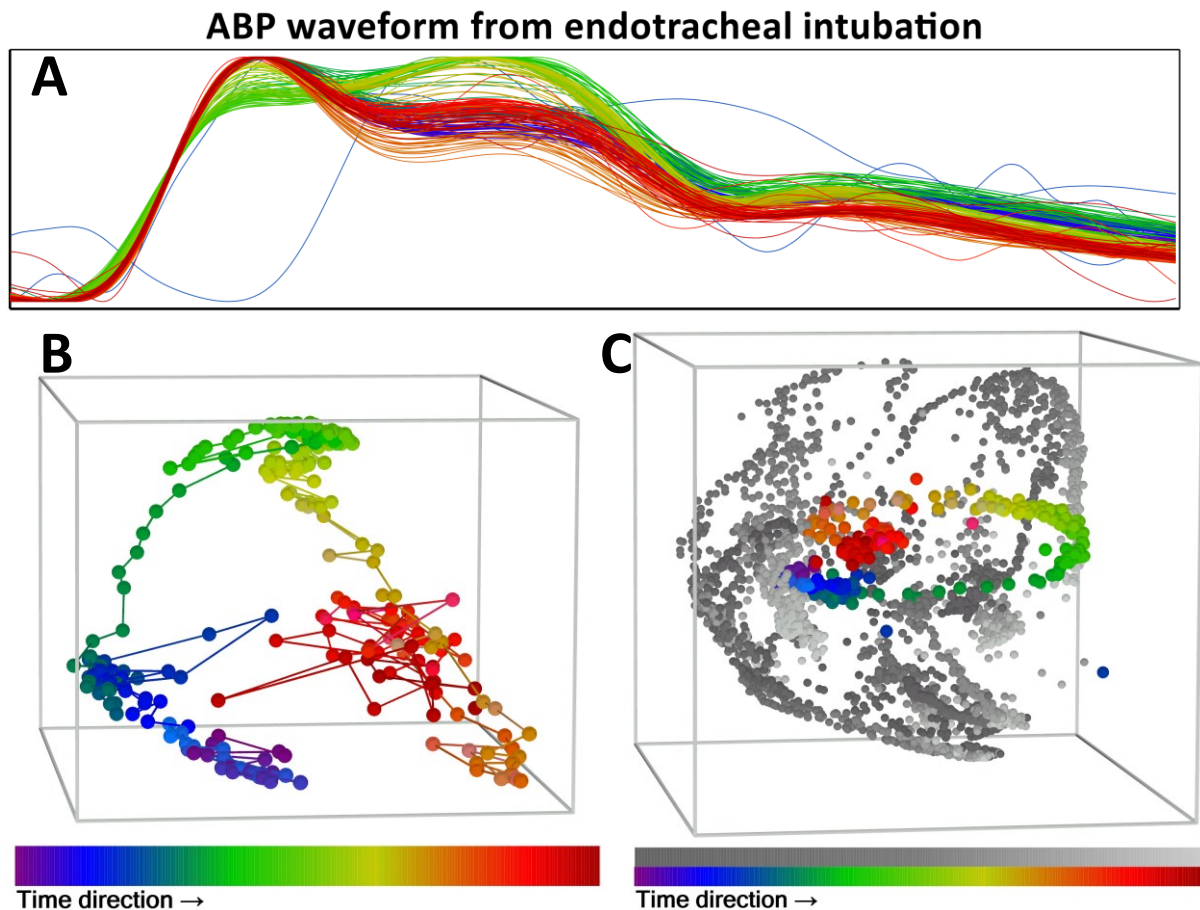 ABP waveform from endotracheal intubation
A
B
C
Time direction →
Time direction →